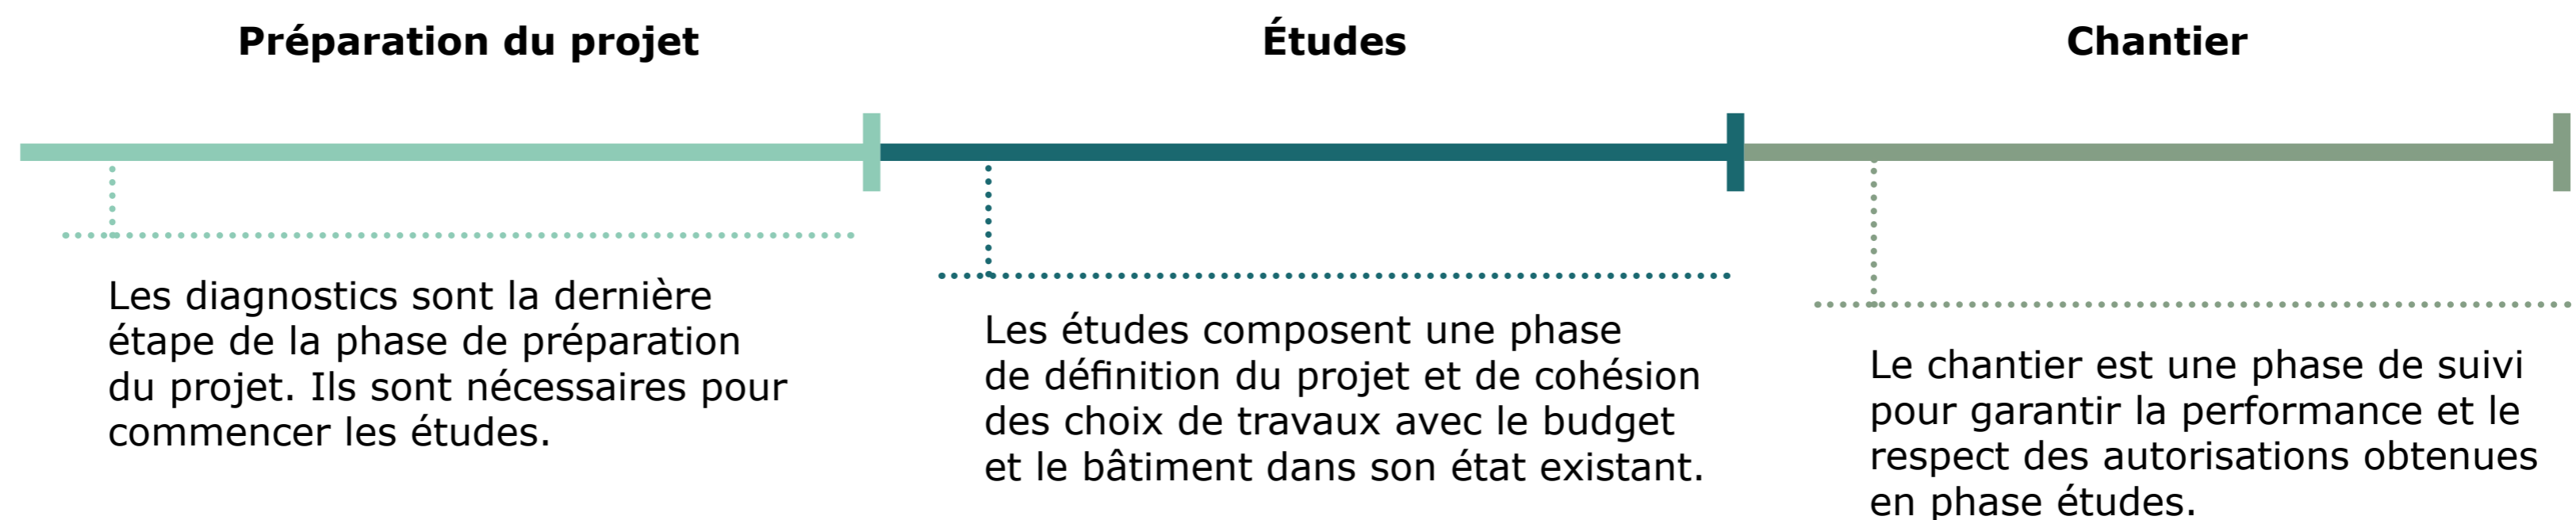 Préparation du projet
Études
Chantier
Les diagnostics sont la dernière
étape de la phase de préparation
du projet. Ils sont nécessaires pour
commencer les études.
Les études composent une phase
de définition du projet et de cohésion
des choix de travaux avec le budget
et le bâtiment dans son état existant.
Le chantier est une phase de suivi
pour garantir la performance et le
respect des autorisations obtenues
en phase études.